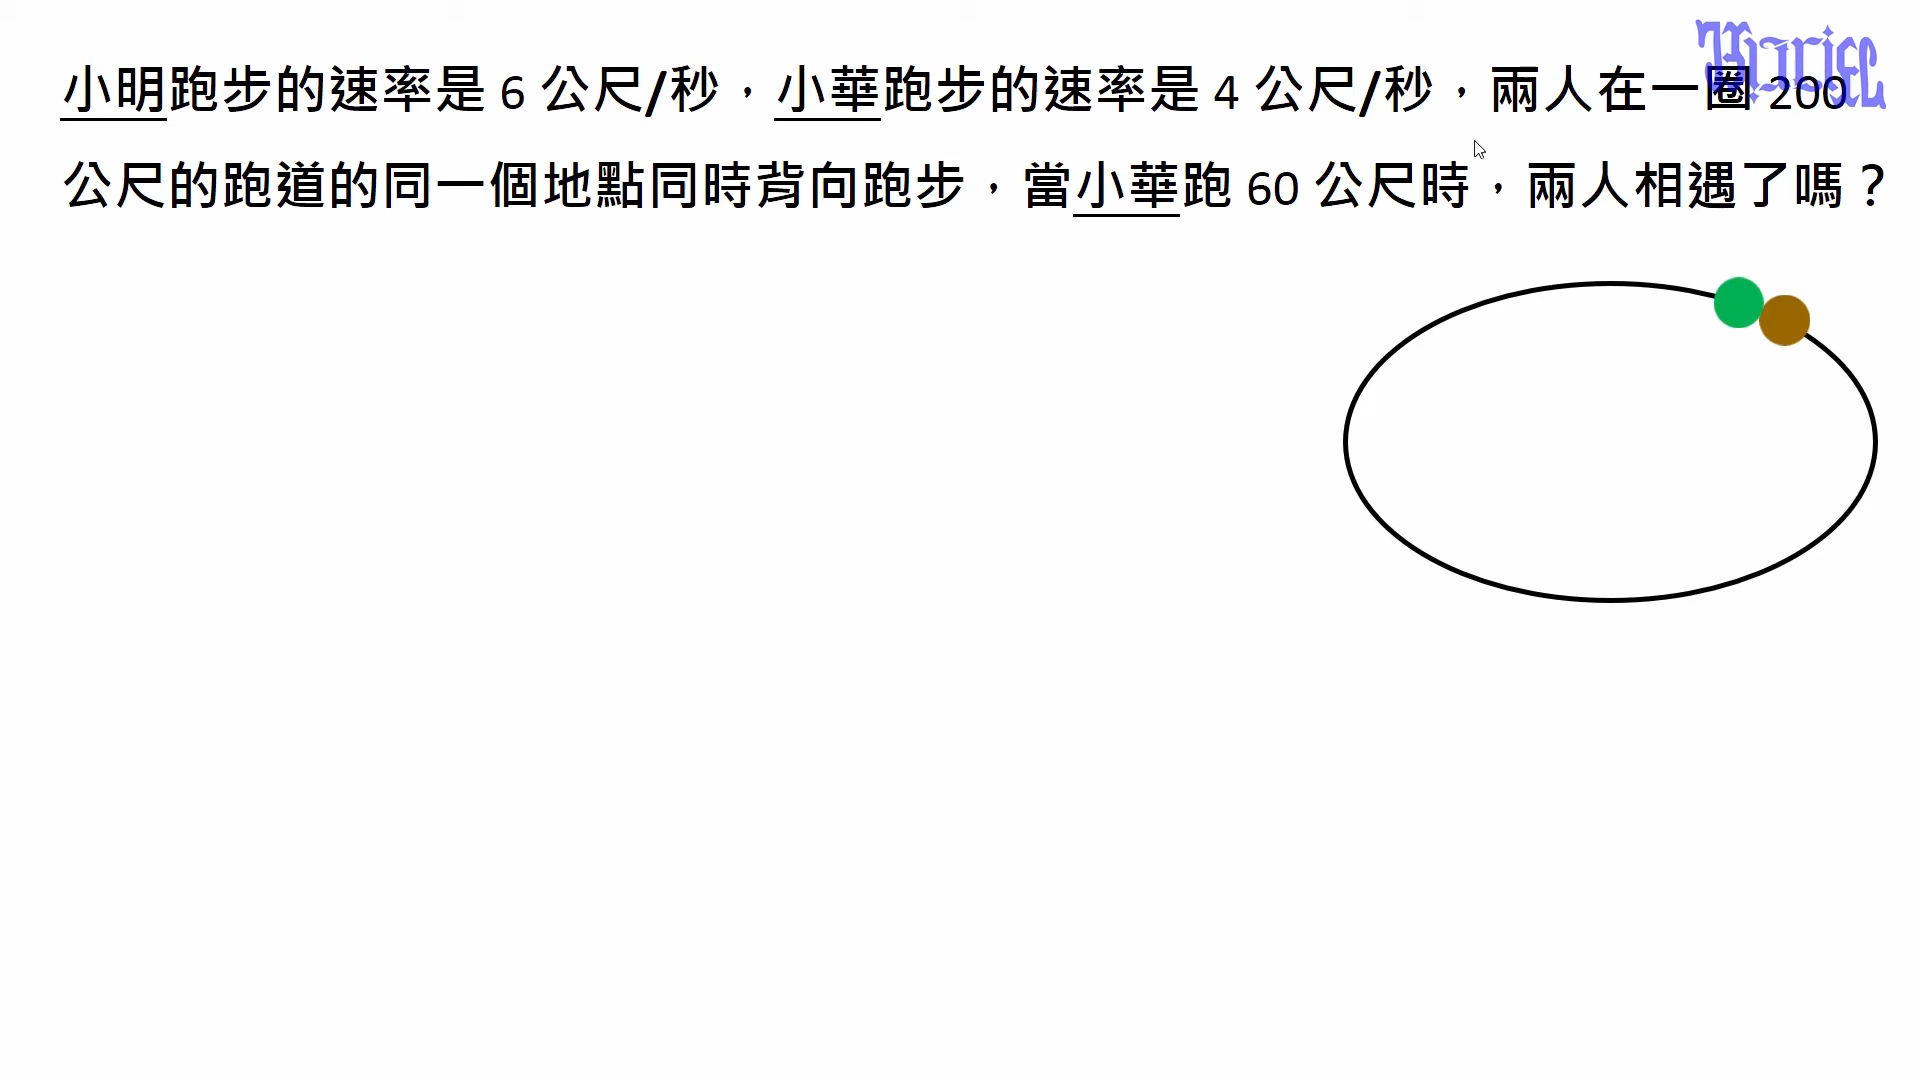 小明跑步的速率是 6 公尺/秒，小華跑步的速率是 4 公尺/秒，兩人在一圈 200
公尺的跑道的同一個地點同時背向跑步，當小華跑 60 公尺時，兩人相遇了嗎？